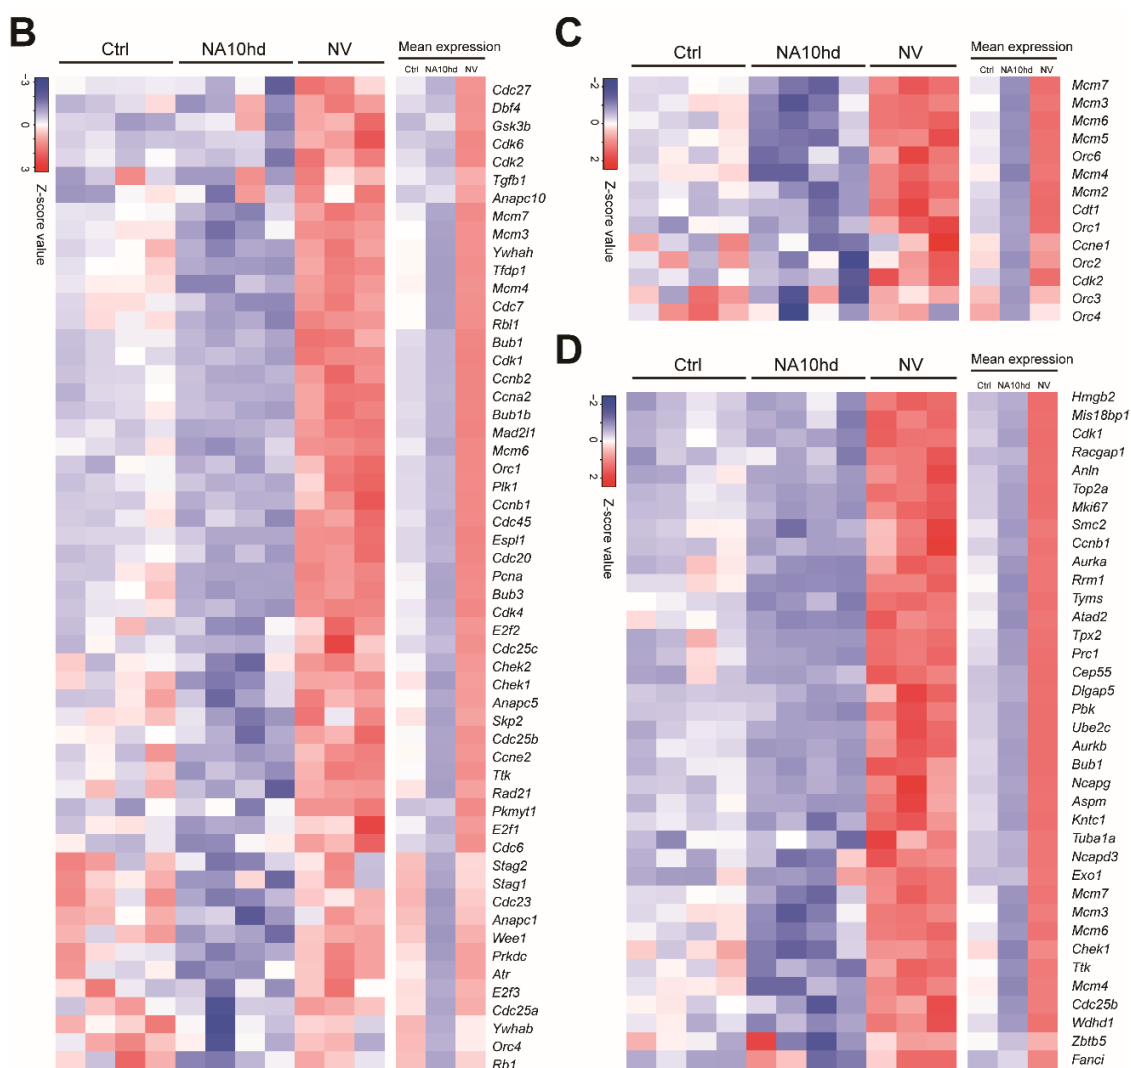 B
Ctrl
NA10hd
NV
Mean expression
Ctrl NA10hd NV
-3
0
3
Z-score value
Cdc27
Dbf4
Gsk3b
Cdk6
Cdk2
Tgfb1
Anapc10
Mcm7
Mcm3
Ywhah
Tfdp1
Mcm4
Cdc7
Rbl1
Bub1
Cdk1
Ccnb2
Ccna2
Bub1b
Mad2l1
Mcm6
Orc1
Plk1
Ccnb1
Cdc45
Espl1
Cdc20
Pcna
Bub3
Cdk4
E2f2
Cdc25c
Chek2
Chek1
Anapc5
Skp2
Cdc25b
Ccne2
Ttk
Rad21
Pkmyt1
E2f1
Cdc6
Stag2
Stag1
Cdc23
Anapc1
Wee1
Prkdc
Atr
E2f3
Cdc25a
Ywhab
Orc4
Rb1
C
Ctrl
NA10hd
NV
Mean expression
Ctrl NA10hd NV
-2
0
2
Z-score value
Mcm7
Mcm3
Mcm6
Mcm5
Orc6
Mcm4
Mcm2
Cdt1
Orc1
Ccne1
Orc2
Cdk2
Orc3
Orc4
D
Ctrl
NA10hd
NV
Mean expression
Ctrl NA10hd NV
-2
0
2
Z-score value
Hmgb2
Mis18bp1
Cdk1
Racgap1
Anln
Top2a
Mki67
Smc2
Ccnb1
Aurka
Rrm1
Tyms
Atad2
Tpx2
Prc1
Cep55
Dlgap5
Pbk
Ube2c
Aurkb
Bub1
Ncapg
Aspm
Kntc1
Tuba1a
Ncapd3
Exo1
Mcm7
Mcm3
Mcm6
Chek1
Ttk
Mcm4
Cdc25b
Wdhd1
Zbtb5
Fanci